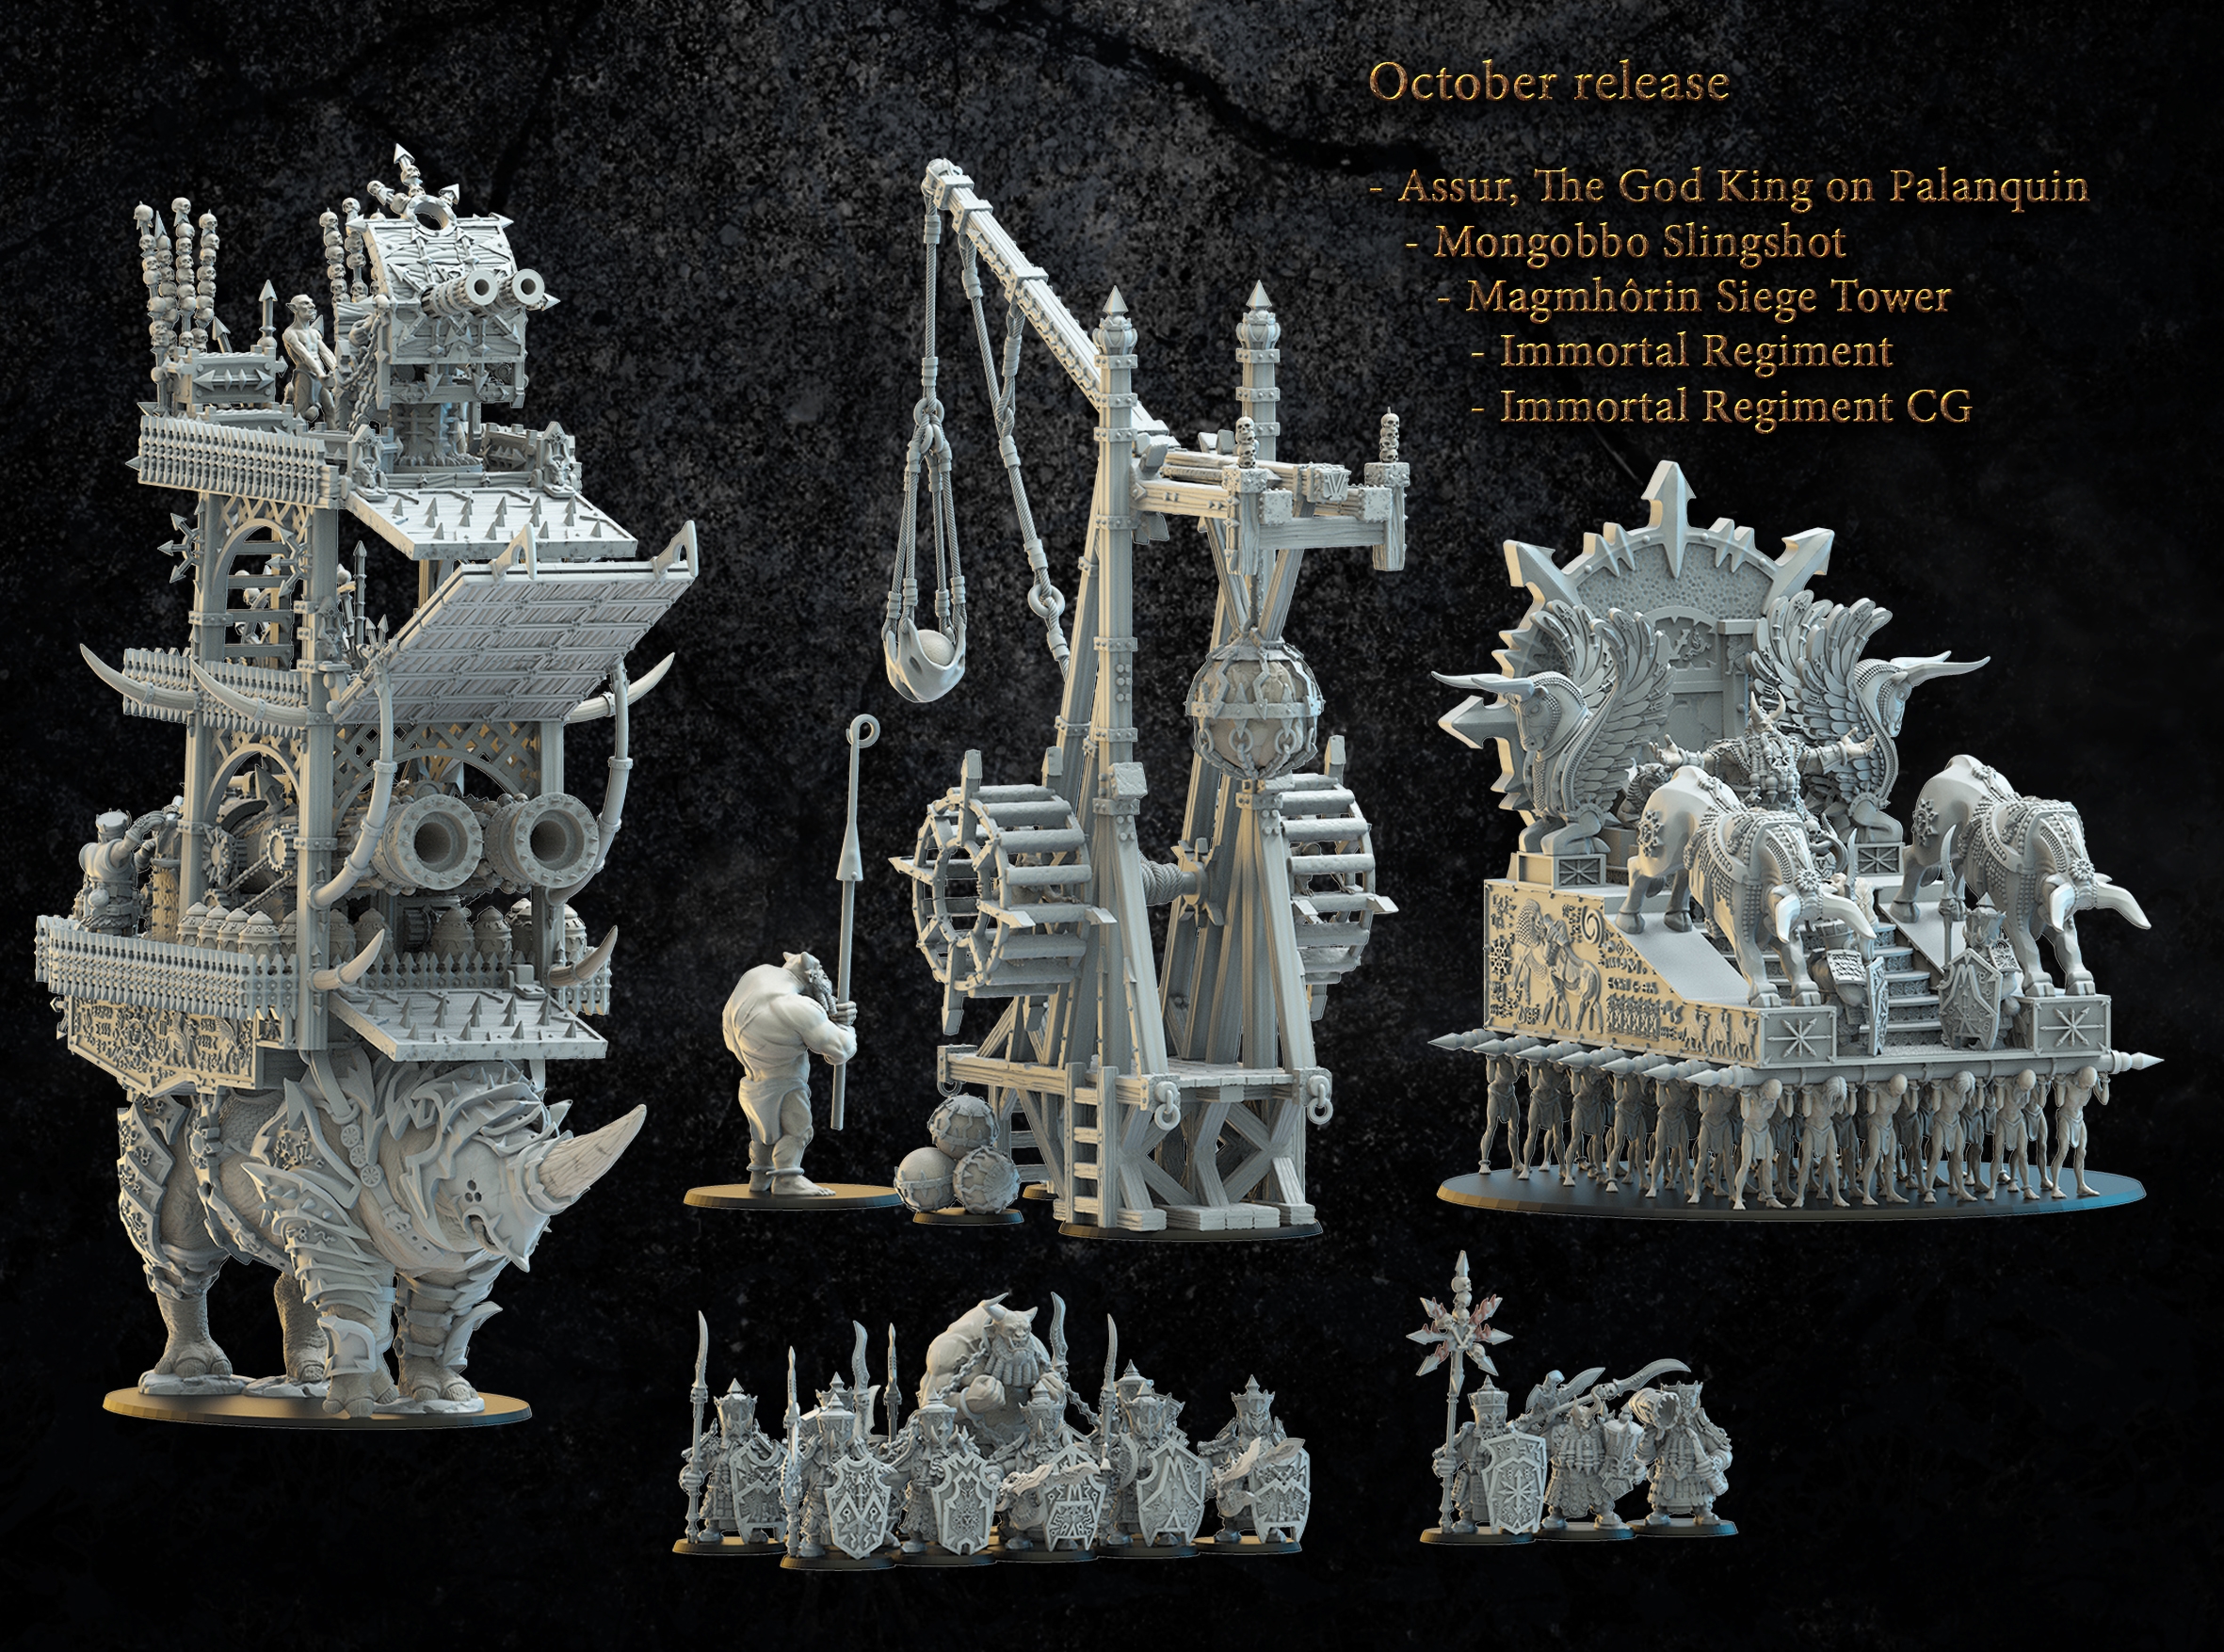 October release
- Assur, The God King on Palanquin
- Mongobbo Slingshot
- Magmhôrin Siege Tower
- Immortal Regiment
- Immortal Regiment CG